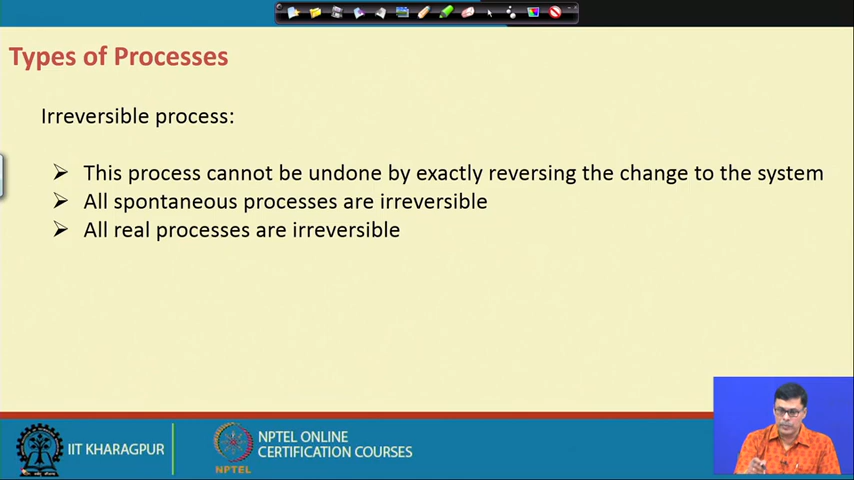 Types of Processes
Irreversible process:
This process cannot be undone by exactly reversing the change to the system
All spontaneous processes are irreversible
All real processes are irreversible
IIT KHARAGPUR
NPTEL ONLINE
CERTIFICATION COURSES
NPTEL